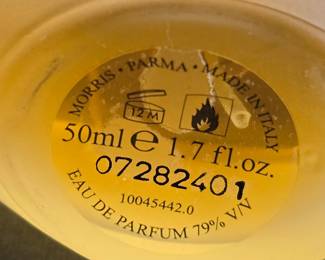 MORRIS · PARMA · MADE IN ITALY
12M
50ml e 1.7 fl.oz.
07282401
10045442.0
EAU DE PARFUM 79% V/V